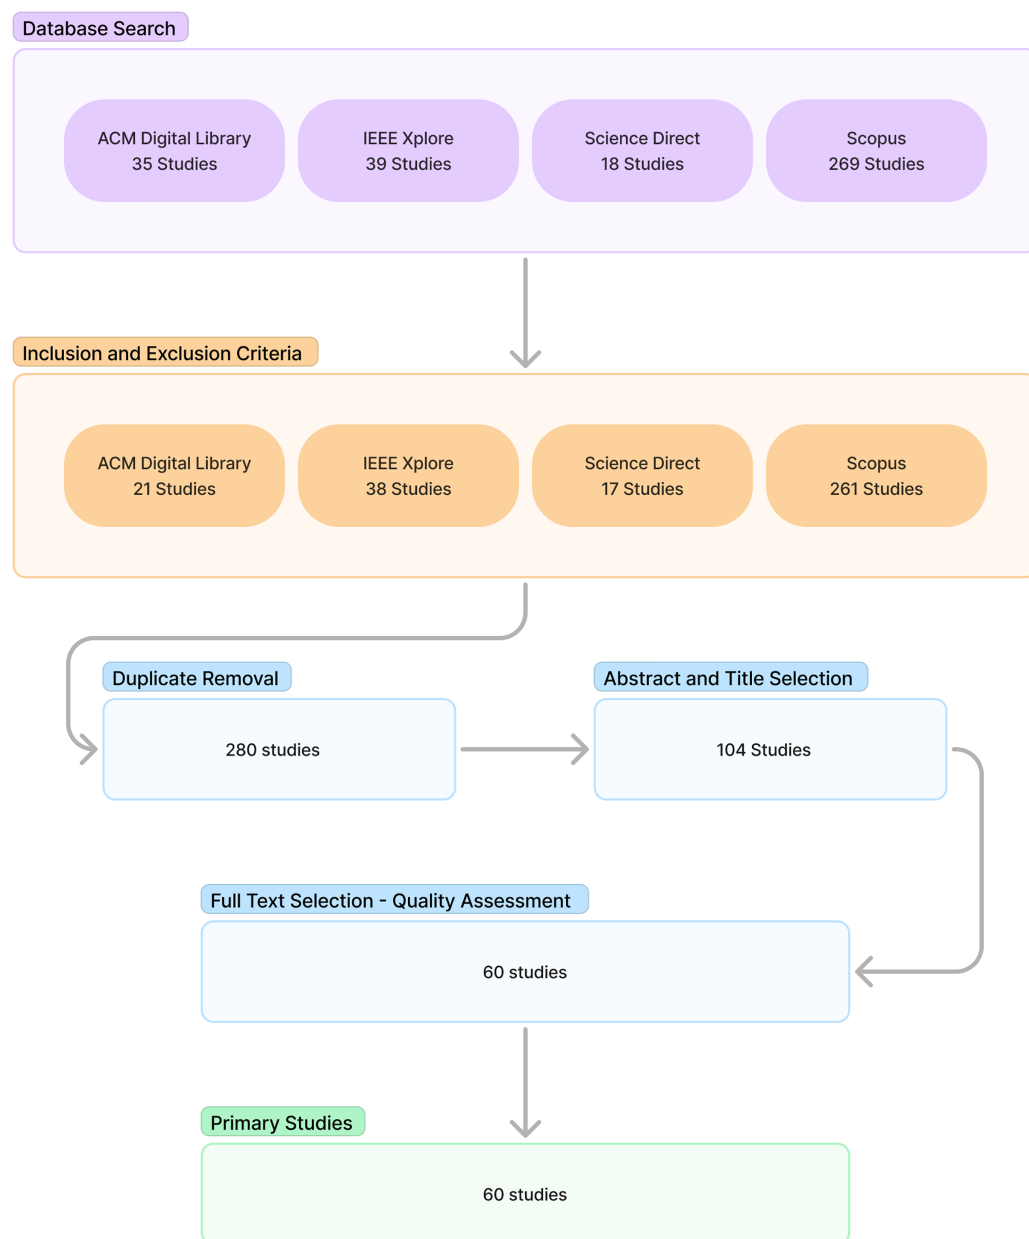 Database Search
ACM Digital Library
35 Studies
IEEE Xplore
39 Studies
Science Direct
18 Studies
Scopus
269 Studies
Inclusion and Exclusion Criteria
ACM Digital Library
21 Studies
IEEE Xplore
38 Studies
Science Direct
17 Studies
Scopus
261 Studies
Duplicate Removal
280 studies
Abstract and Title Selection
104 Studies
Full Text Selection - Quality Assessment
60 studies
Primary Studies
60 studies